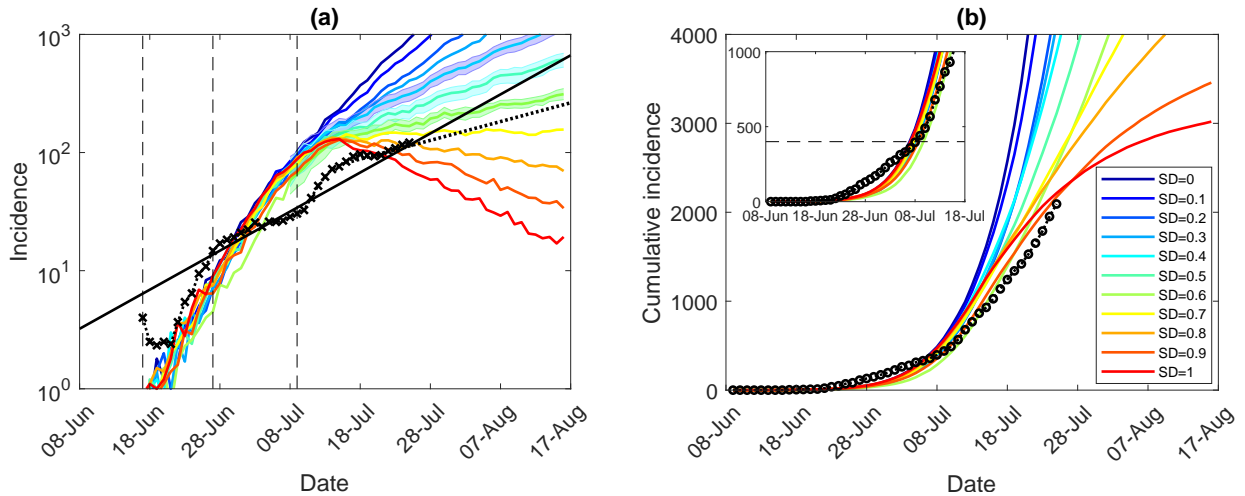 (a)
10^3
10^2
10^1
10^0
Incidence
08-Jun
18-Jun
28-Jun
08-Jul
18-Jul
28-Jul
07-Aug
17-Aug
Date
(b)
4000
3000
2000
1000
0
Cumulative incidence
1000
500
0
08-Jun
18-Jun
28-Jun
08-Jul
18-Jul
SD=0
SD=0.1
SD=0.2
SD=0.3
SD=0.4
SD=0.5
SD=0.6
SD=0.7
SD=0.8
SD=0.9
SD=1
08-Jun
18-Jun
28-Jun
08-Jul
18-Jul
28-Jul
07-Aug
17-Aug
Date